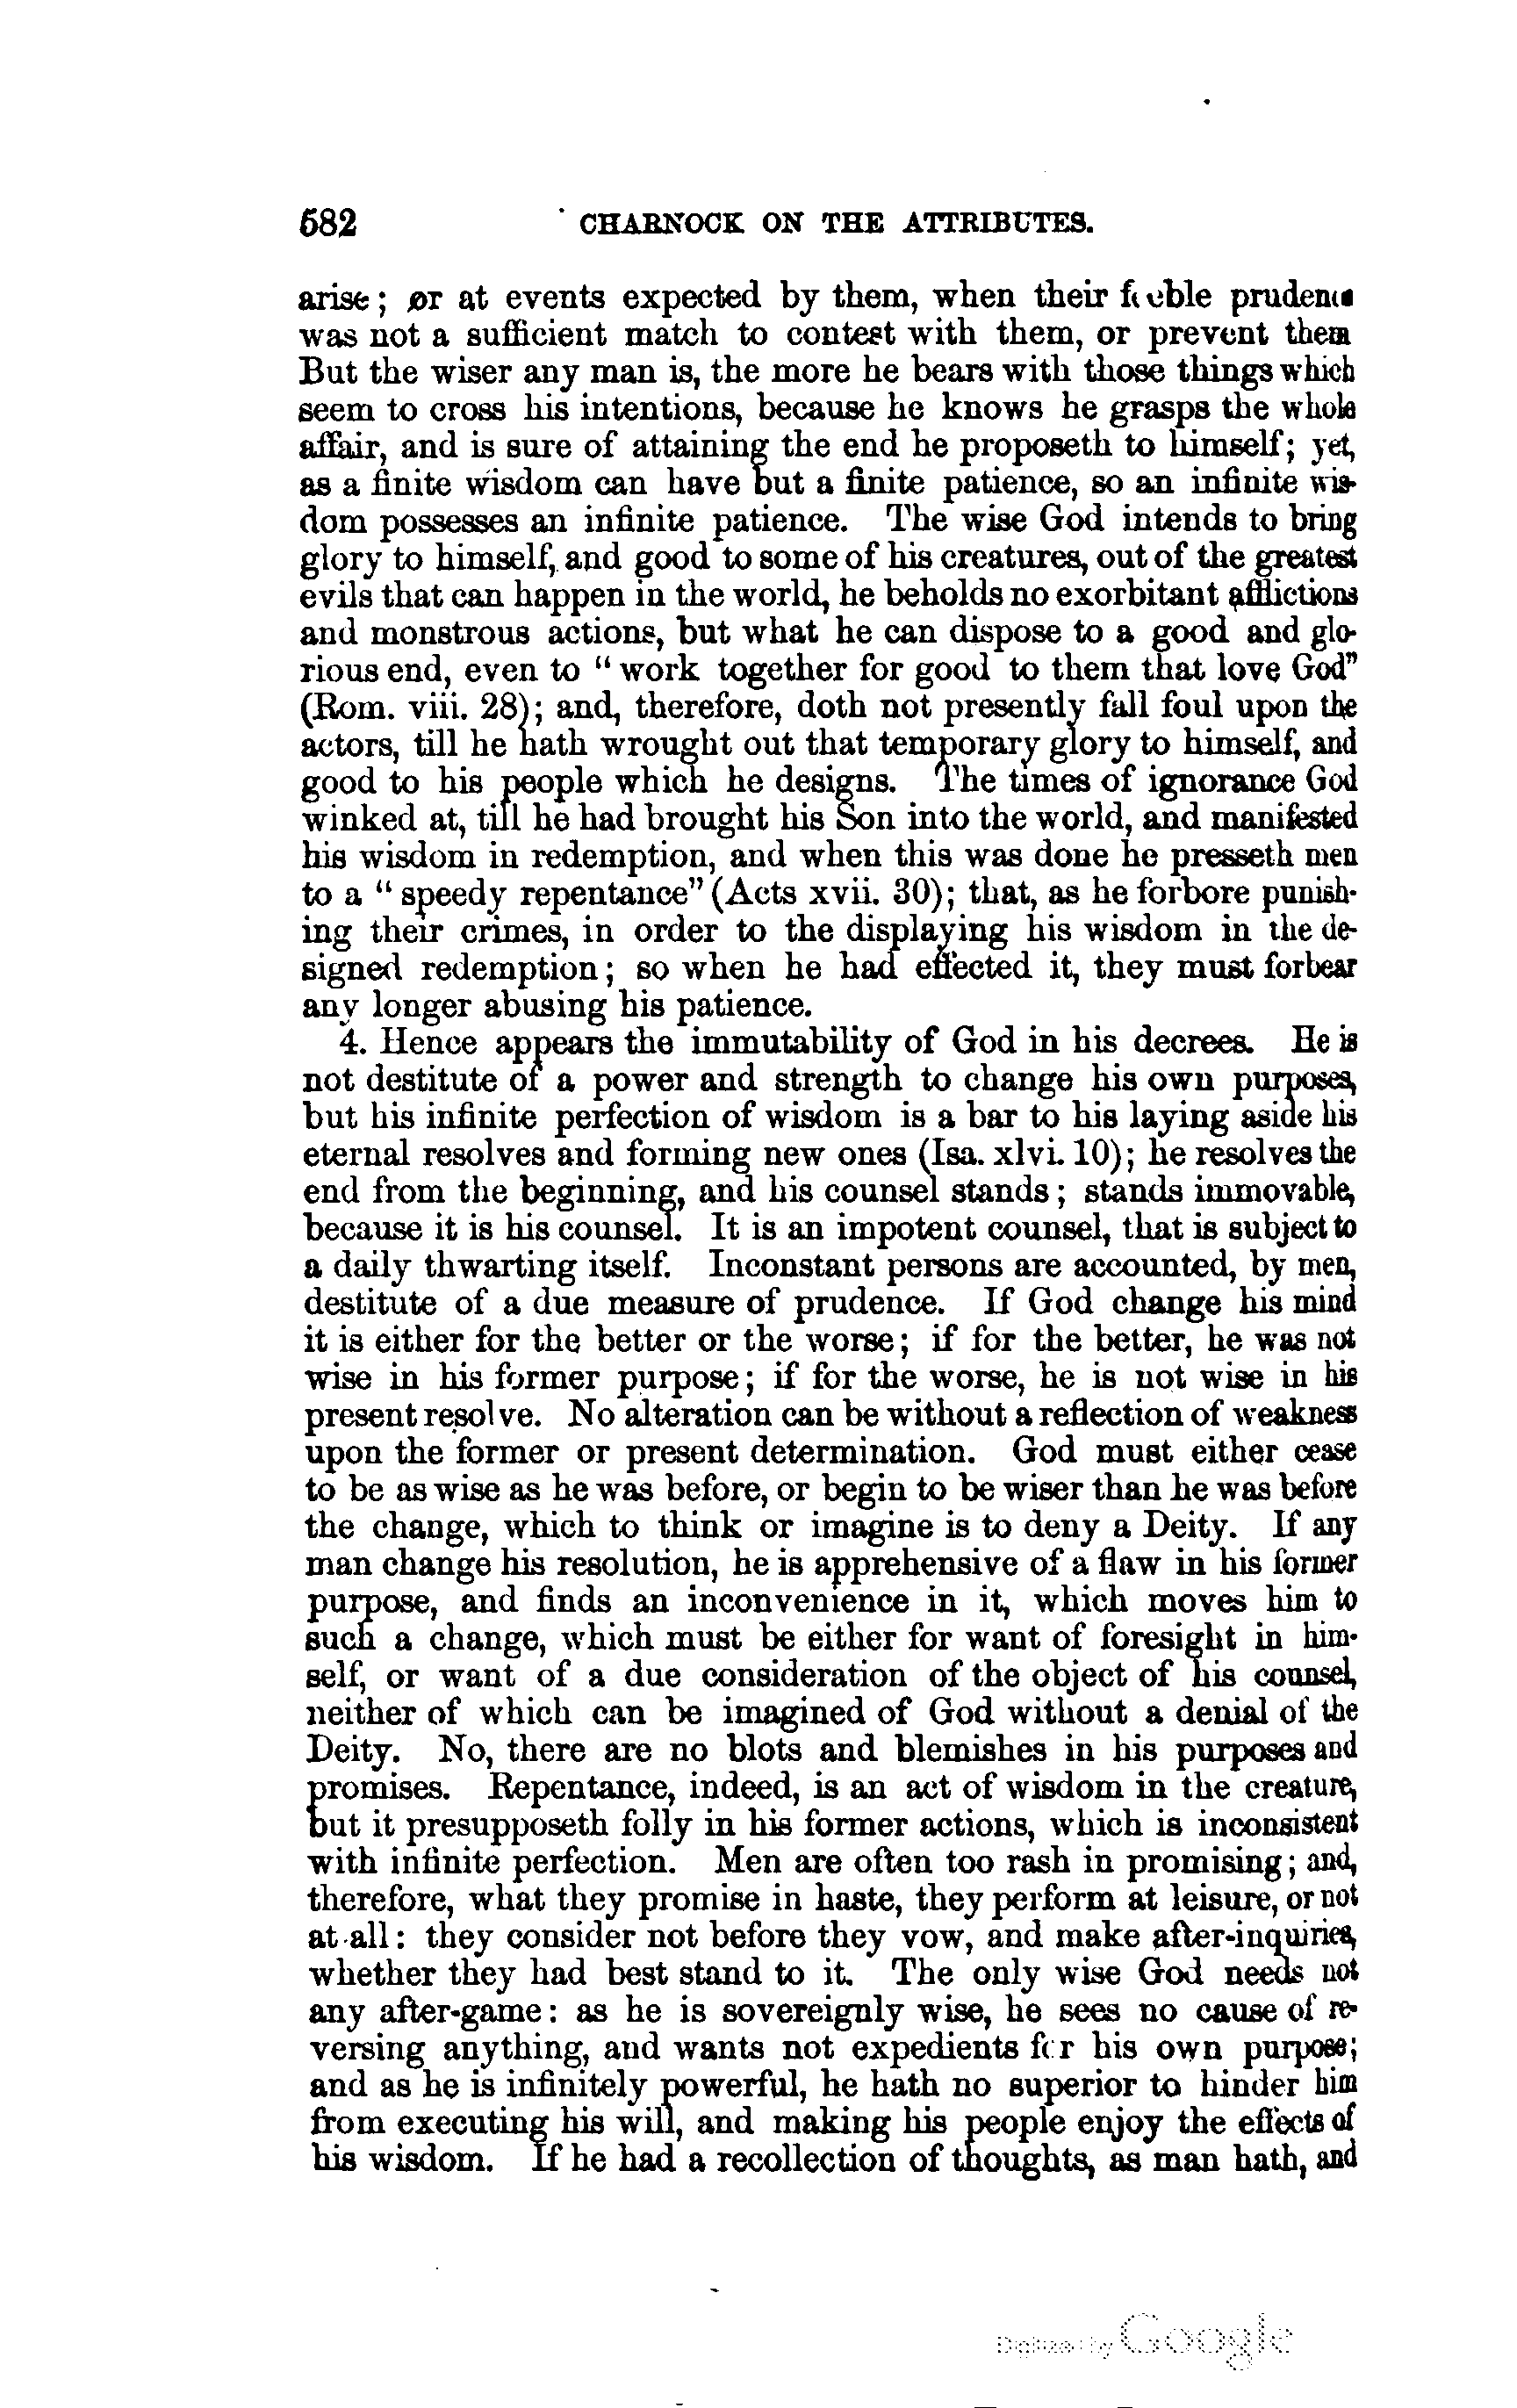 582 CHARNOCK ON THE ATTRIBUTES.
arise; or at events expected by them, when their feeble prudence
was not a sufficient match to contest with them, or prevent them
But the wiser any man is, the more he bears with those things which
seem to cross his intentions, because he knows he grasps the whole
affair, and is sure of attaining the end he proposeth to himself; yet,
as a finite wisdom can have but a finite patience, so an infinite wis-
dom possesses an infinite patience. The wise God intends to bring
glory to himself, and good to some of his creatures, out of the greatest
evils that can happen in the world, he beholds no exorbitant afflictions
and monstrous actions, but what he can dispose to a good and glo-
rious end, even to “work together for good to them that love God”
(Rom. viii. 28); and, therefore, doth not presently fall foul upon the
actors, till he hath wrought out that temporary glory to himself, and
good to his people which he designs. The times of ignorance God
winked at, till he had brought his Son into the world, and manifested
his wisdom in redemption, and when this was done he presseth men
to a “speedy repentance” (Acts xvii. 30); that, as he forbore punish-
ing their crimes, in order to the displaying his wisdom in the de-
signed redemption; so when he had effected it, they must forbear
any longer abusing his patience.
4. Hence appears the immutability of God in his decrees. He is
not destitute of a power and strength to change his own purposes,
but his infinite perfection of wisdom is a bar to his laying aside his
eternal resolves and forming new ones (Isa. xlvi. 10); he resolves the
end from the beginning, and his counsel stands; stands immovable,
because it is his counsel. It is an impotent counsel, that is subject to
a daily thwarting itself. Inconstant persons are accounted, by men,
destitute of a due measure of prudence. If God change his mind
it is either for the better or the worse; if for the better, he was not
wise in his former purpose; if for the worse, he is not wise in his
present resolve. No alteration can be without a reflection of weakness
upon the former or present determination. God must either cease
to be as wise as he was before, or begin to be wiser than he was before
the change, which to think or imagine is to deny a Deity. If any
man change his resolution, he is apprehensive of a flaw in his former
purpose, and finds an inconvenience in it, which moves him to
such a change, which must be either for want of foresight in him-
self, or want of a due consideration of the object of his counsel,
neither of which can be imagined of God without a denial of the
Deity. No, there are no blots and blemishes in his purposes and
promises. Repentance, indeed, is an act of wisdom in the creature,
but it presupposeth folly in his former actions, which is inconsistent
with infinite perfection. Men are often too rash in promising; and,
therefore, what they promise in haste, they perform at leisure, or not
at all: they consider not before they vow, and make after-inquiries,
whether they had best stand to it. The only wise God needs not
any after-game: as he is sovereignly wise, he sees no cause of re-
versing anything, and wants not expedients for his own purpose;
and as he is infinitely powerful, he hath no superior to hinder him
from executing his will, and making his people enjoy the effects of
his wisdom. If he had a recollection of thoughts, as man hath, and
Digitized by Google